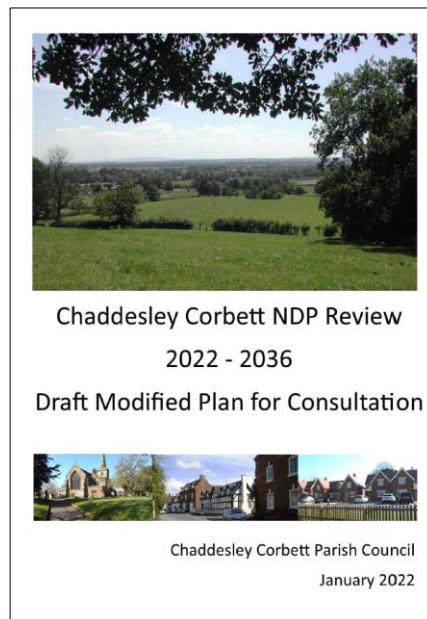 Chaddesley Corbett NDP Review
2022 - 2036
Draft Modified Plan for Consultation
Chaddesley Corbett Parish Council
January 2022